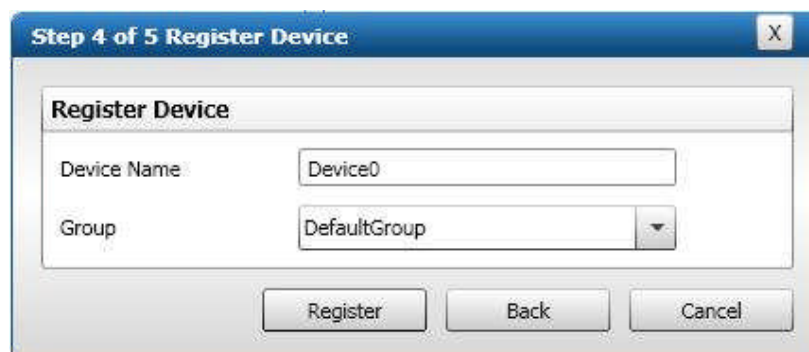 Step 4 of 5 Register Device X
Register Device
Device Name Device0
Group DefaultGroup
Register Back Cancel